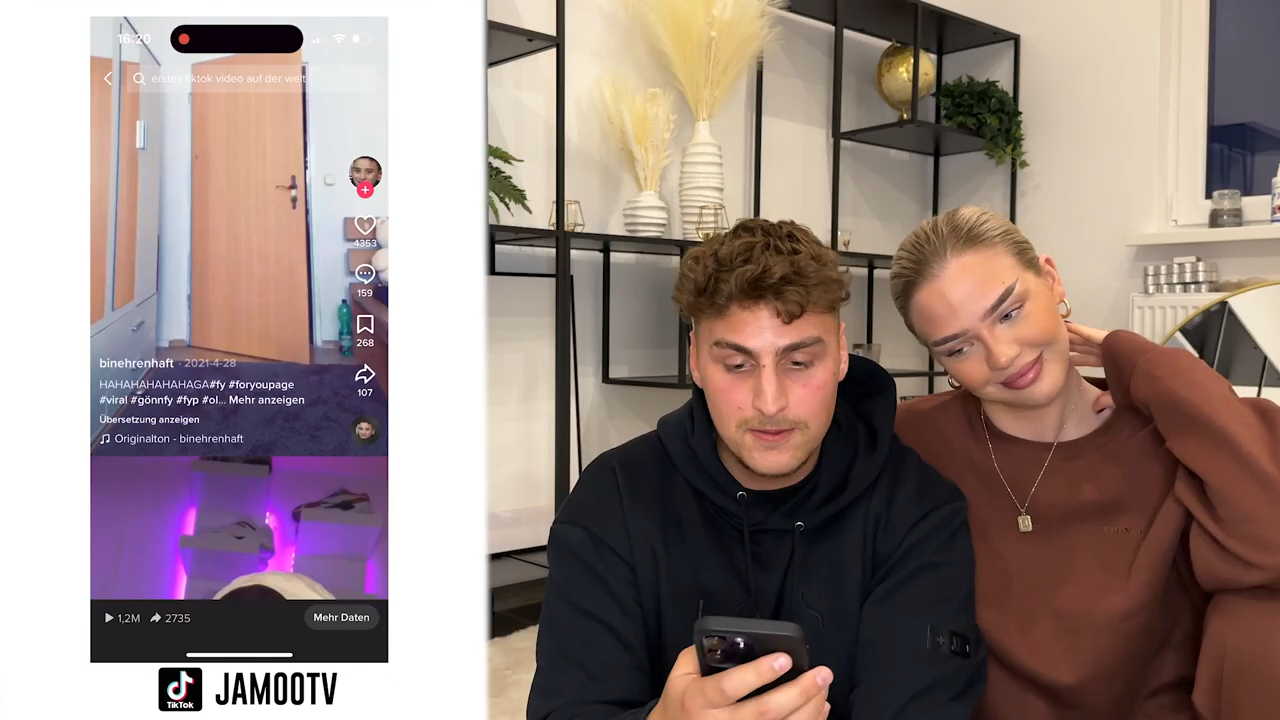 16:20
erstes tiktok video auf der welt
4353
159
268
107
binehrenhaft · 2021-4-28
HAHAHAHAHAHAGA#fy #foryoupage
#viral #gönnfy #fyp #ol... Mehr anzeigen
Übersetzung anzeigen
Originalton - binehrenhaft
1,2M
2735
Mehr Daten
TikTok
JAMOOTV